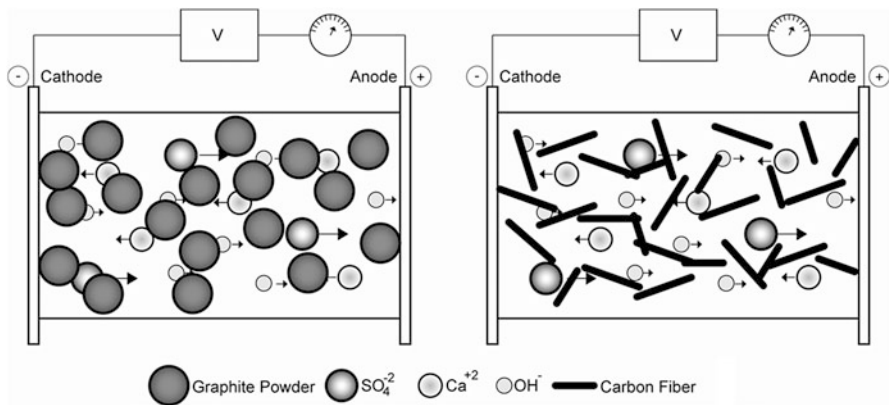 V
V
- Cathode Anode +
- Cathode Anode +
Graphite Powder SO₄⁻² Ca⁺² OH⁻ Carbon Fiber